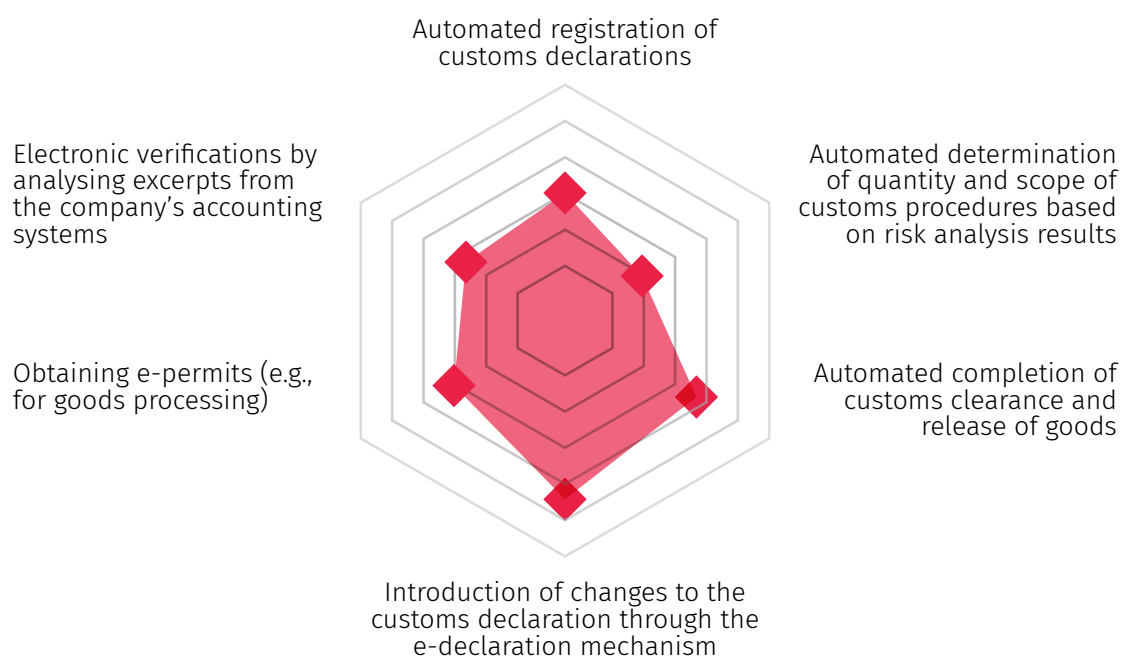 Automated registration of
customs declarations
Electronic verifications by
analysing excerpts from
the company’s accounting
systems
Automated determination
of quantity and scope of
customs procedures based
on risk analysis results
Obtaining e-permits (e.g.,
for goods processing)
Automated completion of
customs clearance and
release of goods
Introduction of changes to the
customs declaration through the
e-declaration mechanism